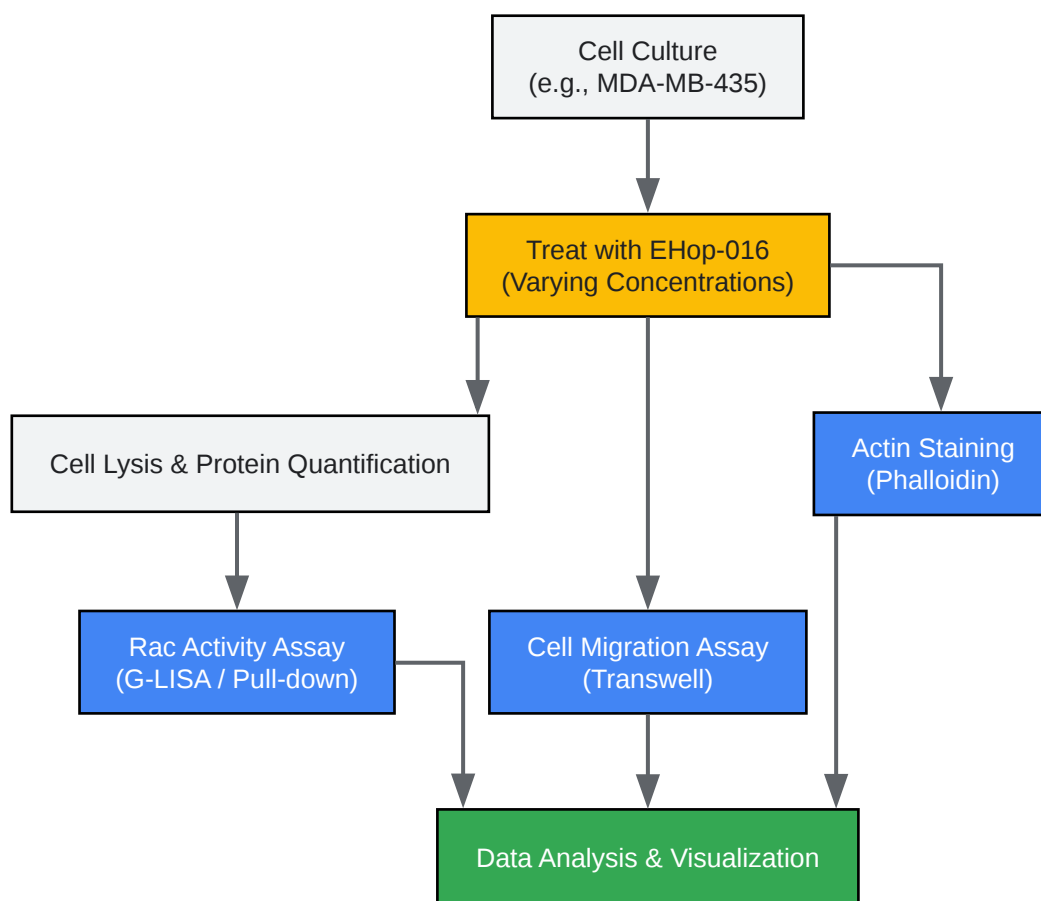 Cell Culture
(e.g., MDA-MB-435)
Treat with EHop-016
(Varying Concentrations)
Cell Lysis & Protein Quantification
Actin Staining
(Phalloidin)
Rac Activity Assay
(G-LISA / Pull-down)
Cell Migration Assay
(Transwell)
Data Analysis & Visualization